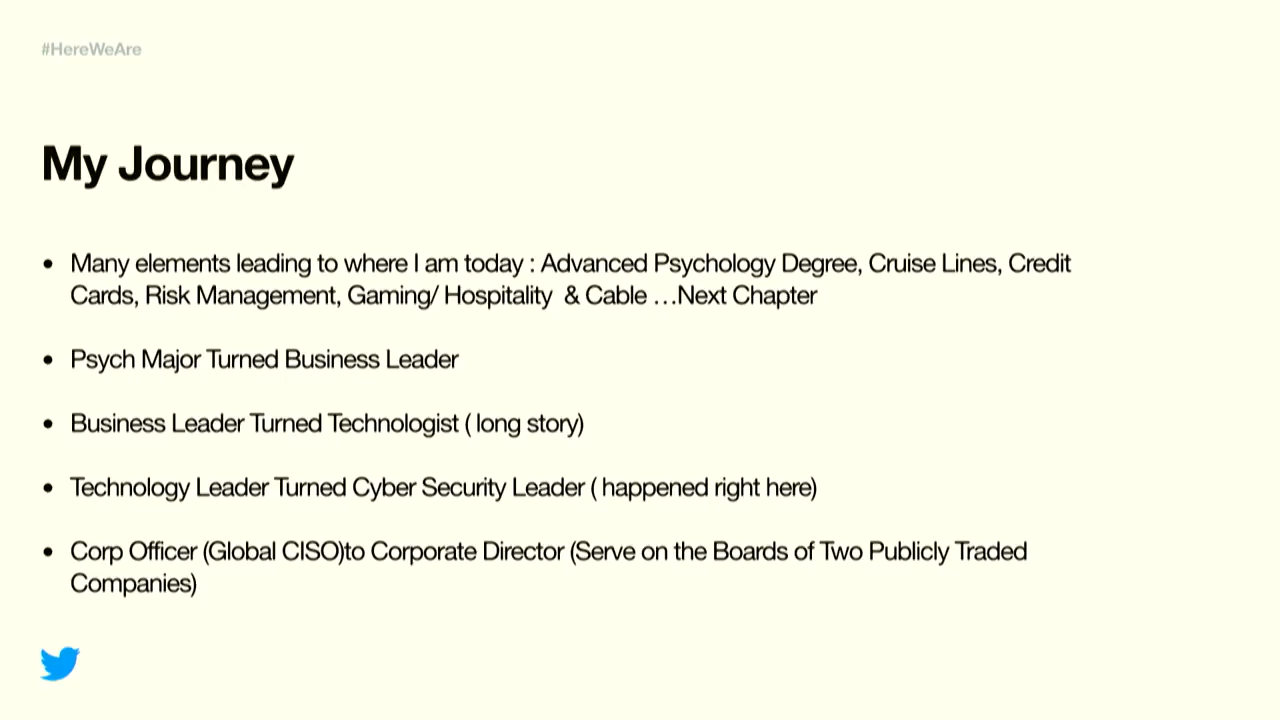 #HereWeAre
My Journey
• Many elements leading to where I am today : Advanced Psychology Degree, Cruise Lines, Credit
Cards, Risk Management, Gaming/ Hospitality  & Cable …Next Chapter
• Psych Major Turned Business Leader
• Business Leader Turned Technologist ( long story)
• Technology Leader Turned Cyber Security Leader ( happened right here)
• Corp Officer (Global CISO)to Corporate Director (Serve on the Boards of Two Publicly Traded
Companies)